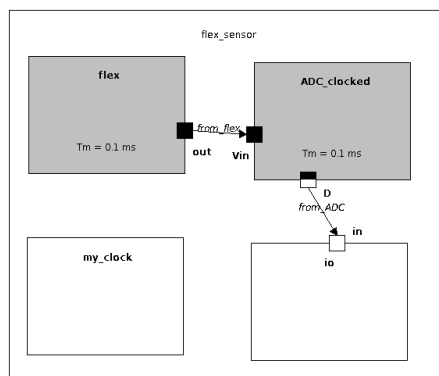 flex_sensor
flex
ADC_clocked
from_flex
Tm = 0.1 ms
out
Vin
Tm = 0.1 ms
D
from_ADC
in
my_clock
io